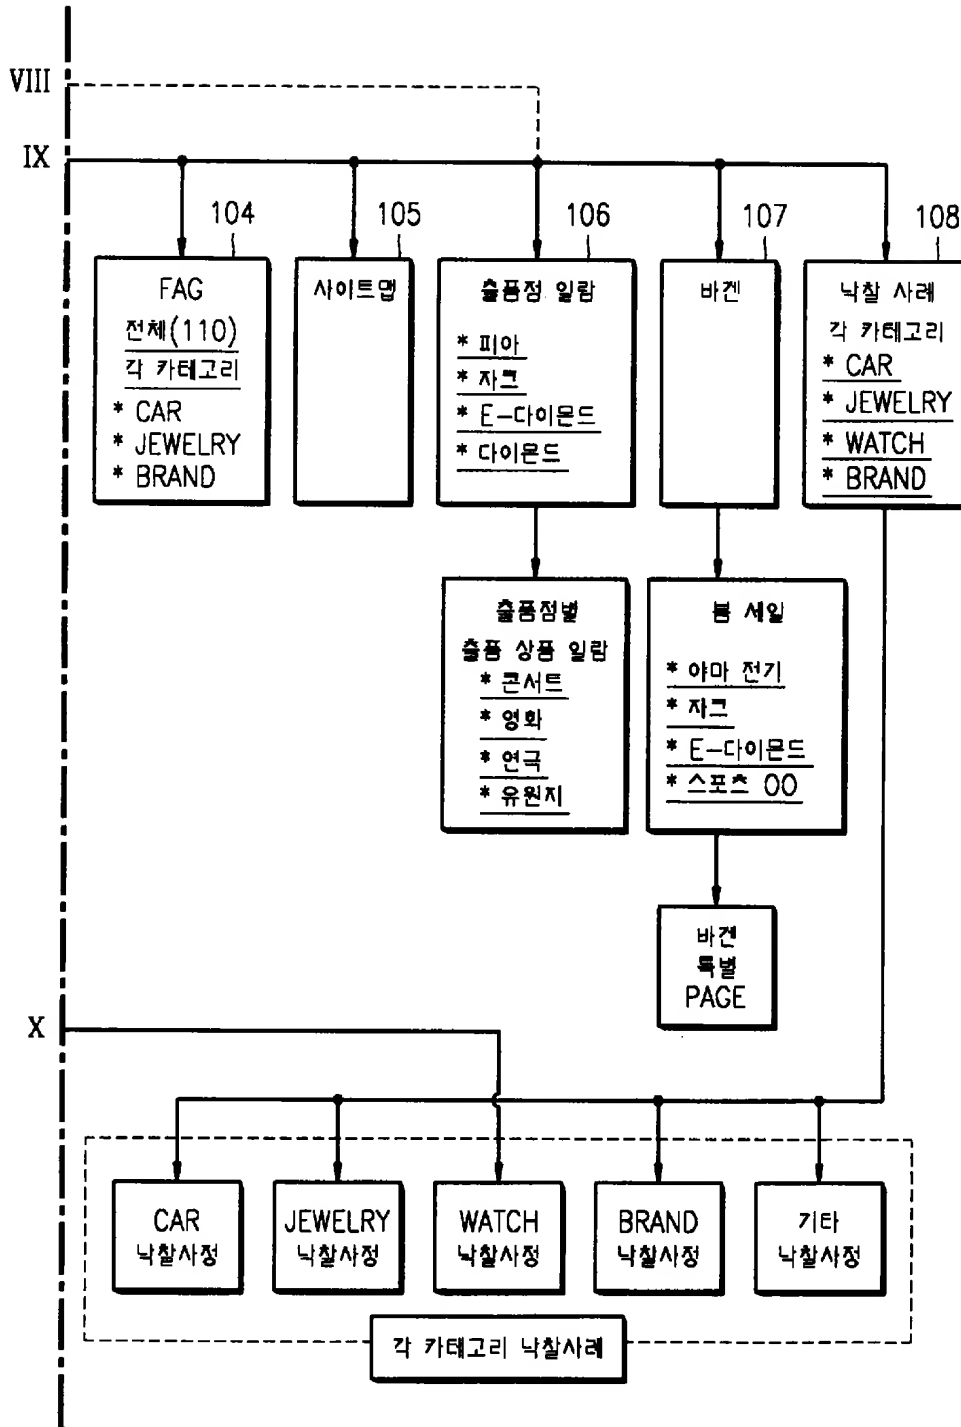 VIII
IX
104
105
106
107
108
FAG
전체(110)
각 카테고리
* CAR
* JEWELRY
* BRAND
사이트맵
출품점 일람
* 피아
* 자크
* E-다이몬드
* 다이몬드
바겐
낙찰 사례
각 카테고리
* CAR
* JEWELRY
* WATCH
* BRAND
출품점별
출품 상품 일람
* 콘서트
* 영화
* 연극
* 유원지
봄 세일
* 야마 전기
* 자크
* E-다이몬드
* 스포츠 OO
바겐
특별
PAGE
X
CAR
낙찰사정
JEWELRY
낙찰사정
WATCH
낙찰사정
BRAND
낙찰사정
기타
낙찰사정
각 카테고리 낙찰사례